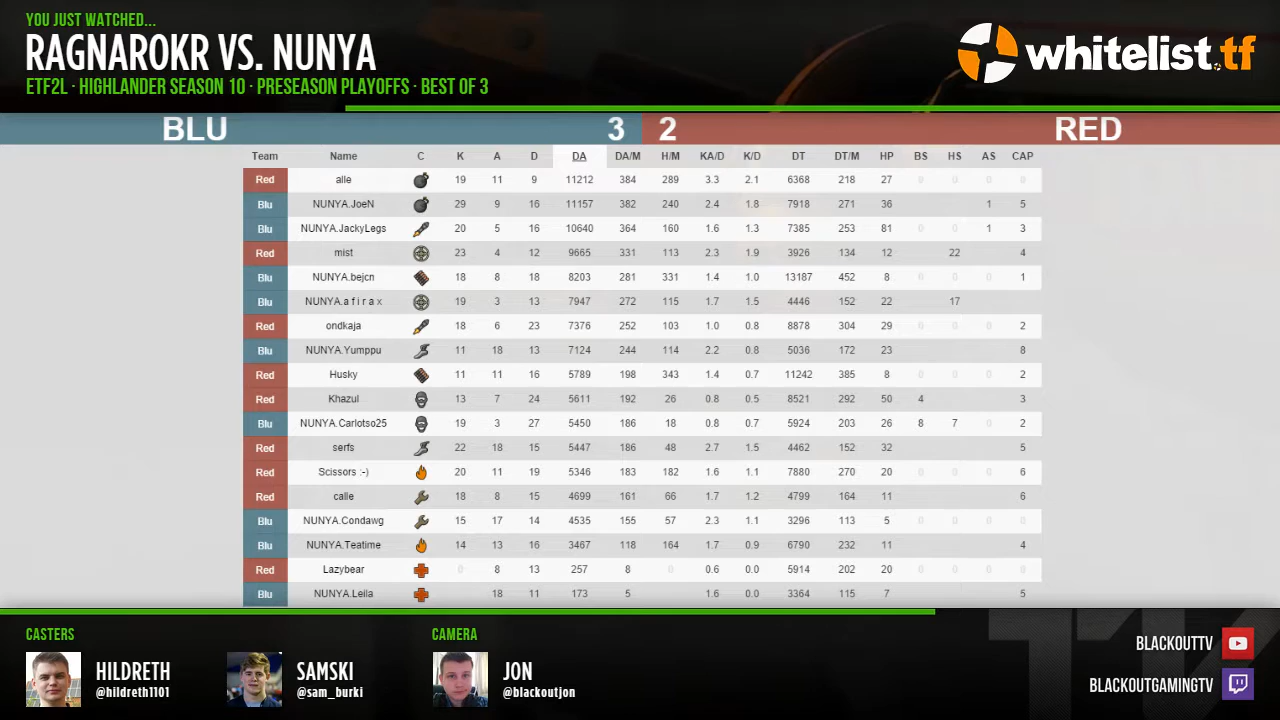 YOU JUST WATCHED...
RAGNAROKR VS. NUNYA
ETF2L · HIGHLANDER SEASON 10 · PRESEASON PLAYOFFS · BEST OF 3
whitelist.tf
BLU 3 2 RED
Team Name C K A D DA DA/M H/M KA/D K/D DT DT/M HP BS HS AS CAP
Red alle 19 11 9 11212 384 289 3.3 2.1 6368 218 27 0 0 0 0
Blu NUNYA.JoeN 29 9 16 11157 382 240 2.4 1.8 7918 271 36 1 5
Blu NUNYA.JackyLegs 20 5 16 10640 364 160 1.6 1.3 7385 253 81 0 0 1 3
Red mist 23 4 12 9665 331 113 2.3 1.9 3926 134 12 22 4
Blu NUNYA.bejcn 18 8 18 8203 281 331 1.4 1.0 13187 452 8 0 0 0 1
Blu NUNYA.a f i r a x 19 3 13 7947 272 115 1.7 1.5 4446 152 22 17
Red ondkaja 18 6 23 7376 252 103 1.0 0.8 8878 304 29 0 0 0 2
Blu NUNYA.Yumppu 11 18 13 7124 244 114 2.2 0.8 5036 172 23 8
Red Husky 11 11 16 5789 198 343 1.4 0.7 11242 385 8 0 0 0 2
Red Khazul 13 7 24 5611 192 26 0.8 0.5 8521 292 50 4 3
Blu NUNYA.Carlotso25 19 3 27 5450 186 18 0.8 0.7 5924 203 26 8 7 0 2
Red serfs 22 18 15 5447 186 48 2.7 1.5 4462 152 32 5
Red Scissors :-) 20 11 19 5346 183 182 1.6 1.1 7880 270 20 0 0 0 6
Red calle 18 8 15 4699 161 66 1.7 1.2 4799 164 11 6
Blu NUNYA.Condawg 15 17 14 4535 155 57 2.3 1.1 3296 113 5 0 0 0 0
Blu NUNYA.Teatime 14 13 16 3467 118 164 1.7 0.9 6790 232 11 4
Red Lazybear 0 8 13 257 8 0 0.6 0.0 5914 202 20 0 0 0 0
Blu NUNYA.Leila 18 11 173 5 1.6 0.0 3364 115 7 5
CASTERS
HILDRETH
@hildreth1101
SAMSKI
@sam_burki
CAMERA
JON
@blackoutjon
BLACKOUTTV
BLACKOUTGAMINGTV